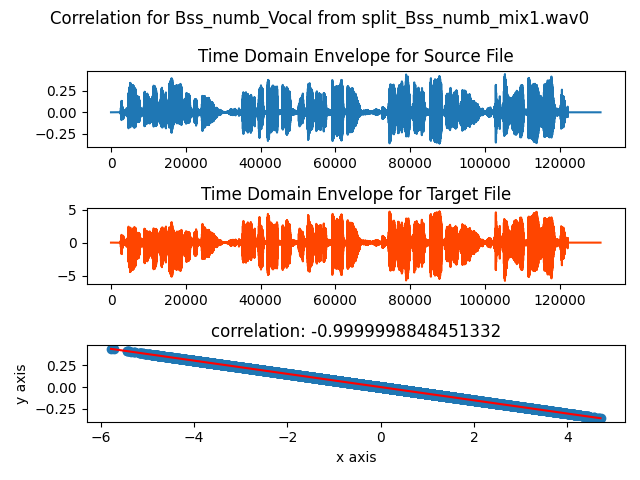 Correlation for Bss_numb_Vocal from split_Bss_numb_mix1.wav0
Time Domain Envelope for Source File
0.25
0.00
−0.25
0 20000 40000 60000 80000 100000 120000
Time Domain Envelope for Target File
5
0
−5
0 20000 40000 60000 80000 100000 120000
correlation: -0.9999998848451332
y axis
0.25
0.00
−0.25
−6 −4 −2 0 2 4
x axis